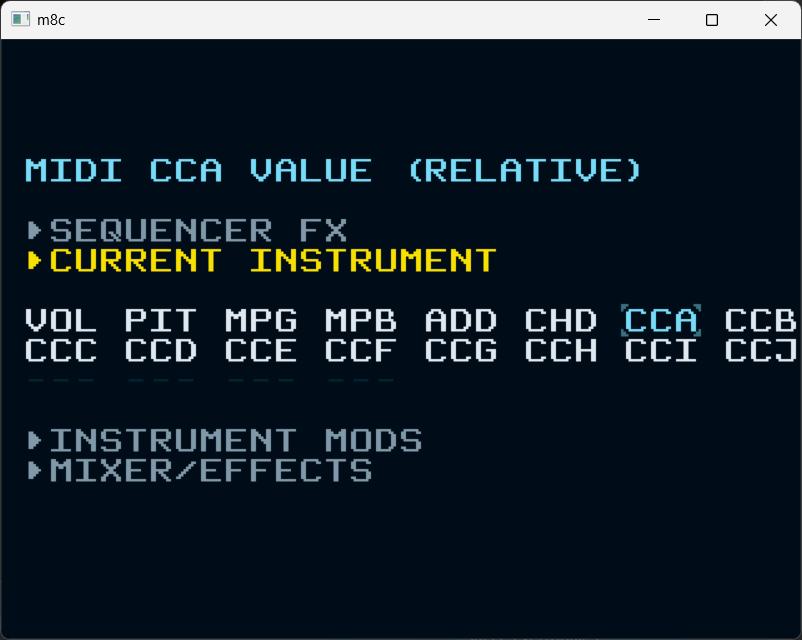 m8c
MIDI CCA VALUE (RELATIVE)
SEQUENCER FX
CURRENT INSTRUMENT
VOL PIT MPG MPB ADD CHD CCA CCB
CCC CCD CCE CCF CCG CCH CCI CCJ
--- --- --- ---
INSTRUMENT MODS
MIXER/EFFECTS